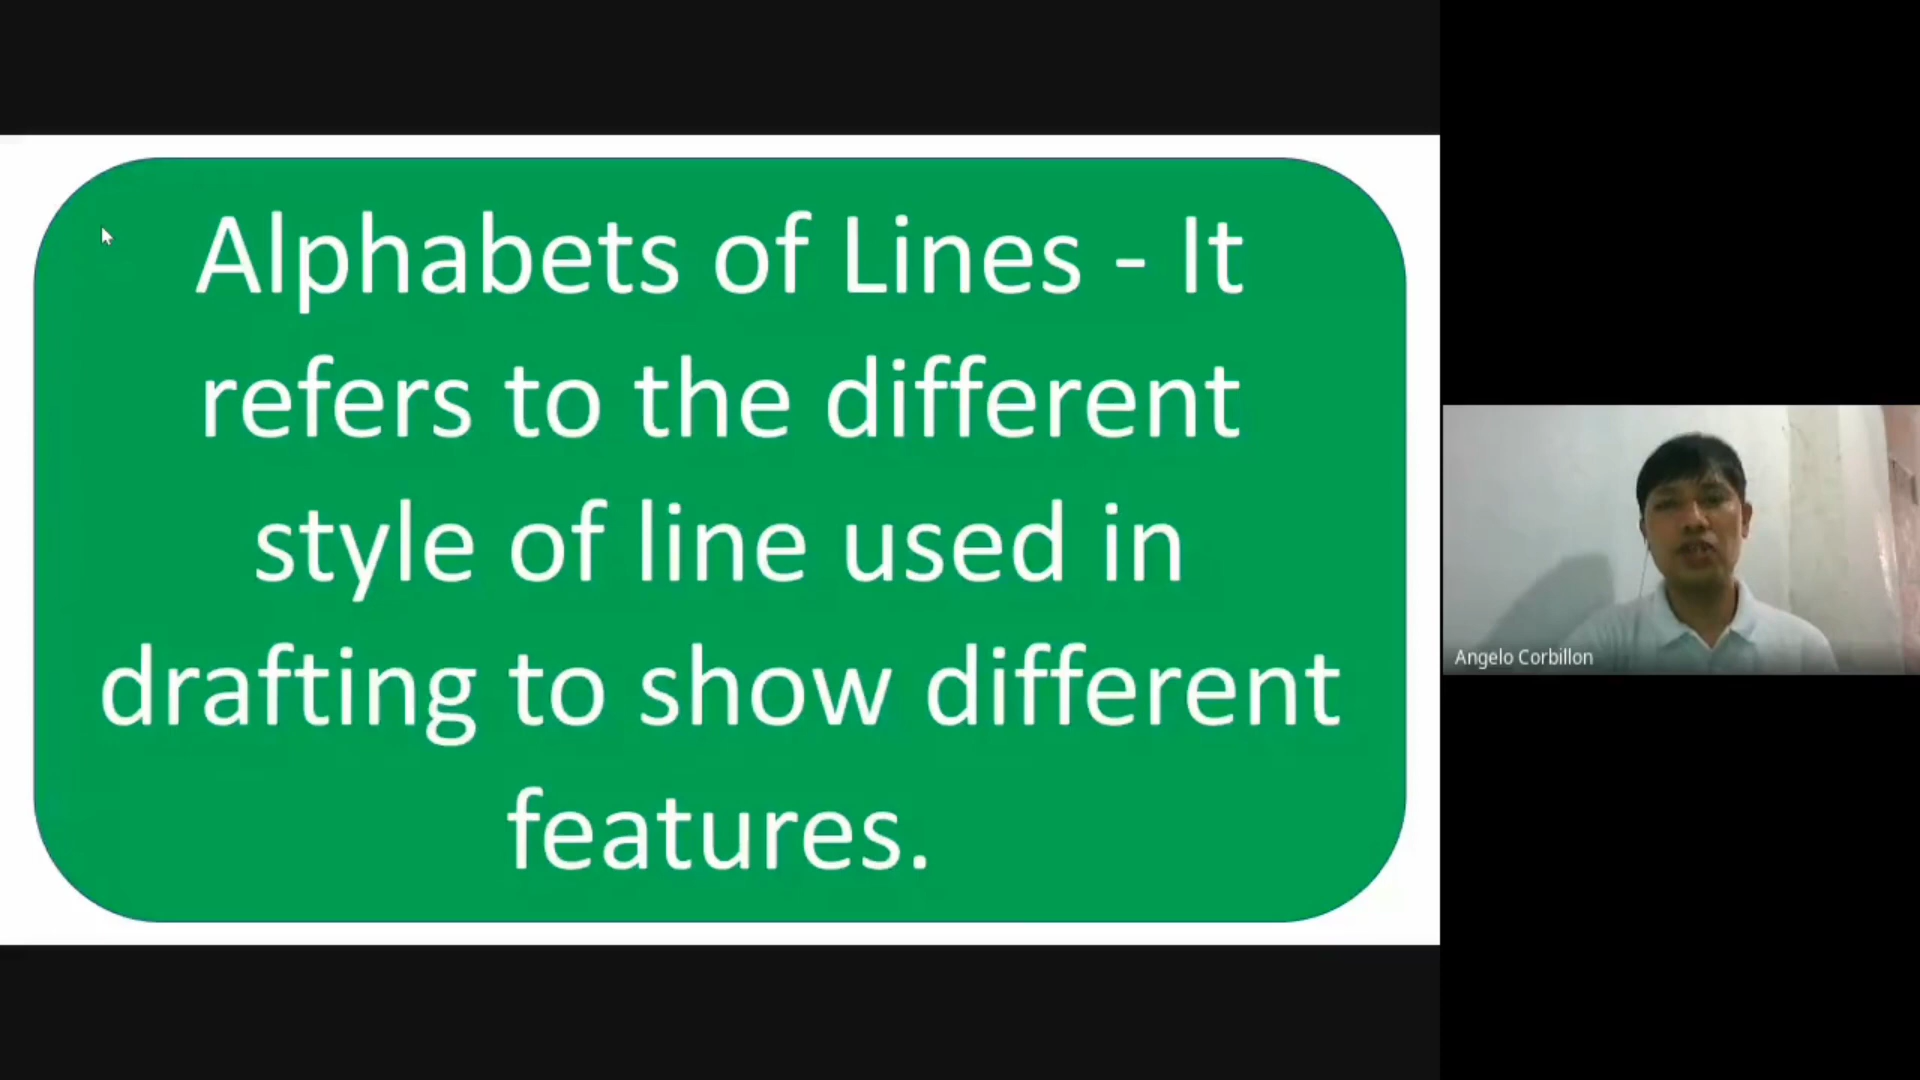 Alphabets of Lines - It
refers to the different
style of line used in
drafting to show different
features.
Angelo Corbillon